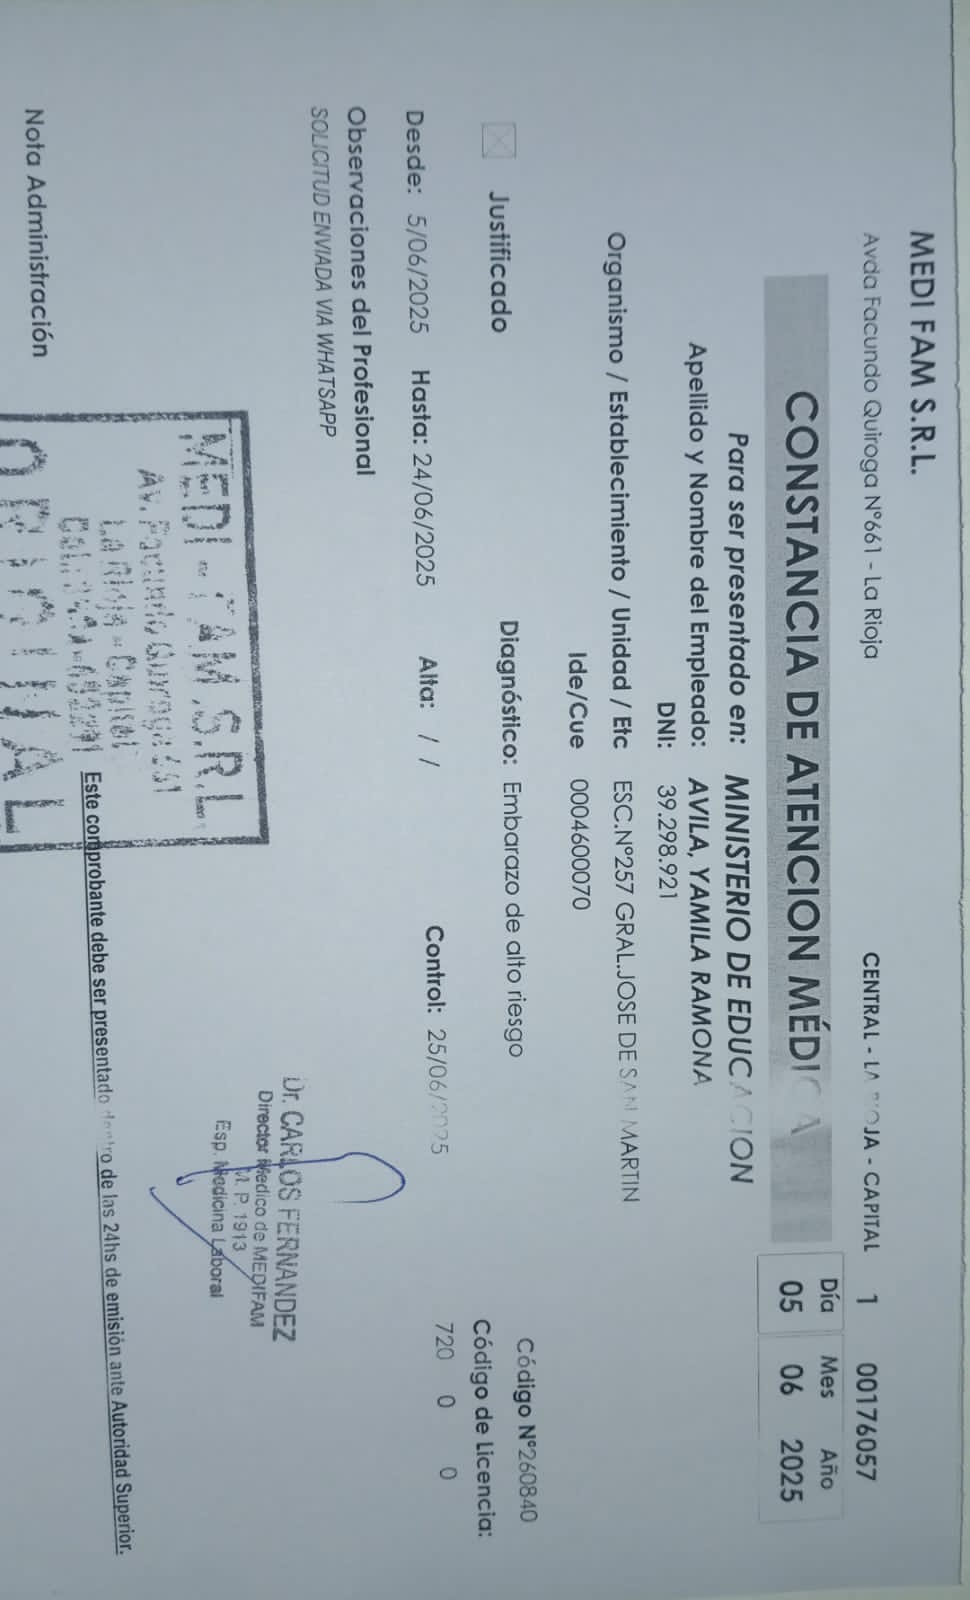 MEDI FAM S.R.L.
Avda Facundo Quiroga N°661 - La Rioja
CENTRAL - LA RIOJA - CAPITAL 1 00176057
CONSTANCIA DE ATENCION MÉDICA
Día Mes Año
05 06 2025
Para ser presentado en: MINISTERIO DE EDUCACION
Apellido y Nombre del Empleado: AVILA, YAMILA RAMONA
DNI: 39.298.921
Organismo / Establecimiento / Unidad / Etc ESC.N°257 GRAL.JOSE DE SAN MARTIN
Ide/Cue 0004600070
Justificado
Diagnóstico: Embarazo de alto riesgo
Código N°260840
Código de Licencia:
720 0 0
Desde: 5/06/2025 Hasta: 24/06/2025 Alta: / / Control: 25/06/2025
Observaciones del Profesional
SOLICITUD ENVIADA VIA WHATSAPP
Dr. CARLOS FERNANDEZ
Director Medico de MEDIFAM
M. P. 1913
Esp. Medicina Laboral
MEDI - FAM S.R.L.
Av. Facundo Quiroga 661
La Rioja - Capital
Este comprobante debe ser presentado dentro de las 24hs de emisión ante Autoridad Superior.
Nota Administración